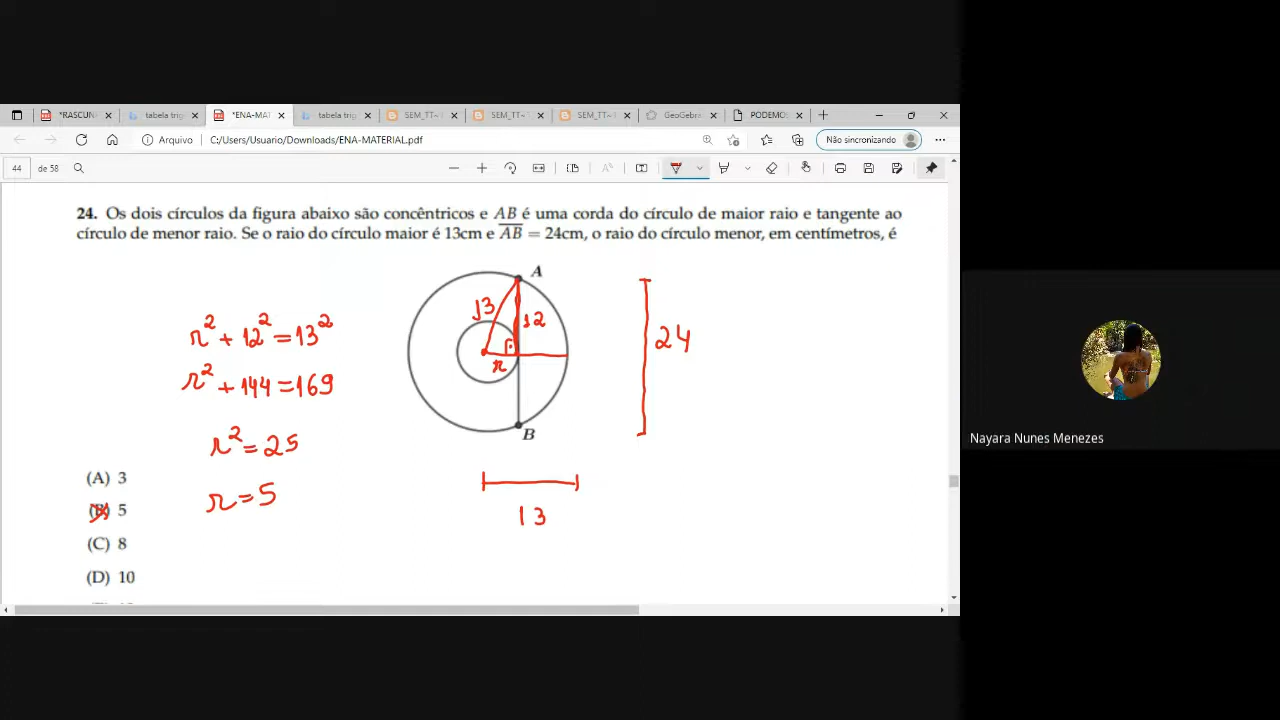 *RASCUN
tabela trig
*ENA-MAT
tabela trig
SEM_TT~
SEM_TT~
SEM_TT~
GeoGebra
PODEMO
Arquivo
C:/Users/Usuario/Downloads/ENA-MATERIAL.pdf
Não sincronizando
44 de 58
24. Os dois círculos da figura abaixo são concêntricos e AB é uma corda do círculo de maior raio e tangente ao
círculo de menor raio. Se o raio do círculo maior é 13cm e AB = 24cm, o raio do círculo menor, em centímetros, é
A
13
12
r
B
24
13
r² + 12² = 13²
r² + 144 = 169
r² = 25
r = 5
(A) 3
(B) 5
(C) 8
(D) 10
Nayara Nunes Menezes